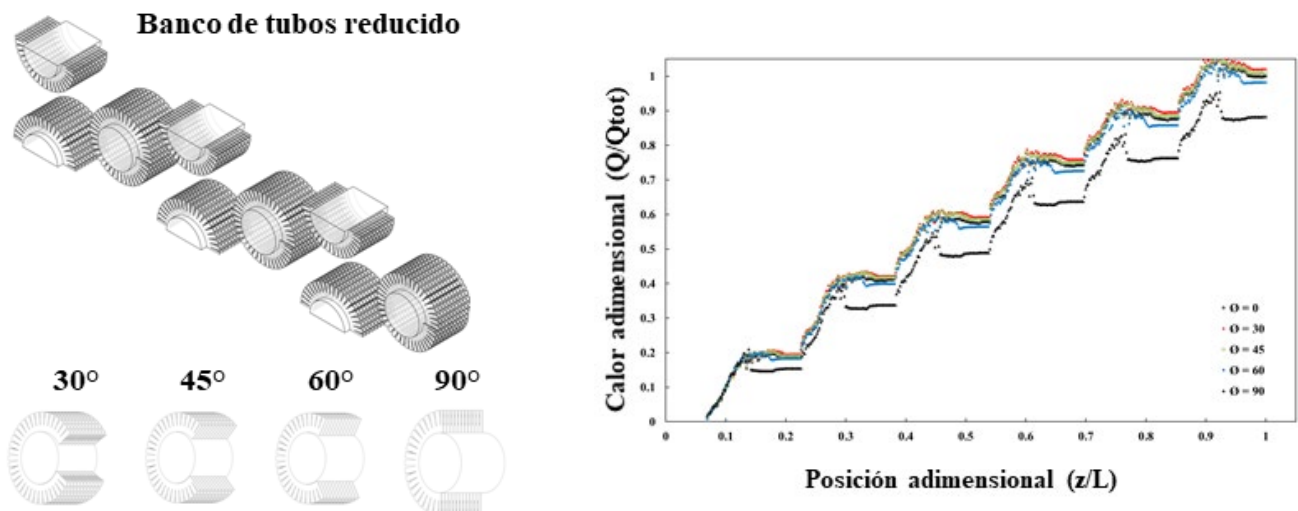 Banco de tubos reducido
30° 45° 60° 90°
Calor adimensional (Q/Qtot)
1
0.9
0.8
0.7
0.6
0.5
0.4
0.3
0.2
0.1
0
0 0.1 0.2 0.3 0.4 0.5 0.6 0.7 0.8 0.9 1
Ø = 0
Ø = 30
Ø = 45
Ø = 60
Ø = 90
Posición adimensional (z/L)